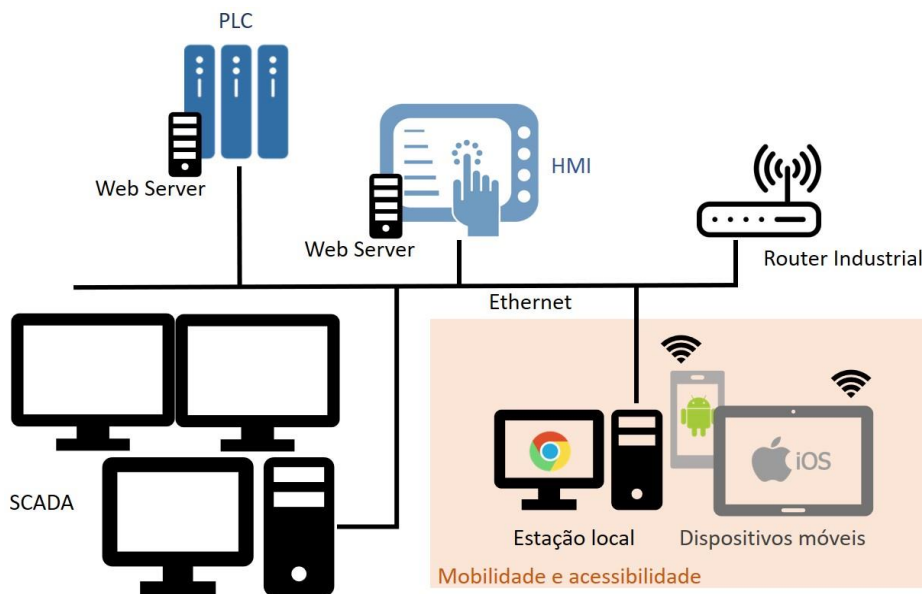 PLC
Web Server
HMI
Web Server
Router Industrial
Ethernet
SCADA
iOS
Estação local
Dispositivos móveis
Mobilidade e acessibilidade